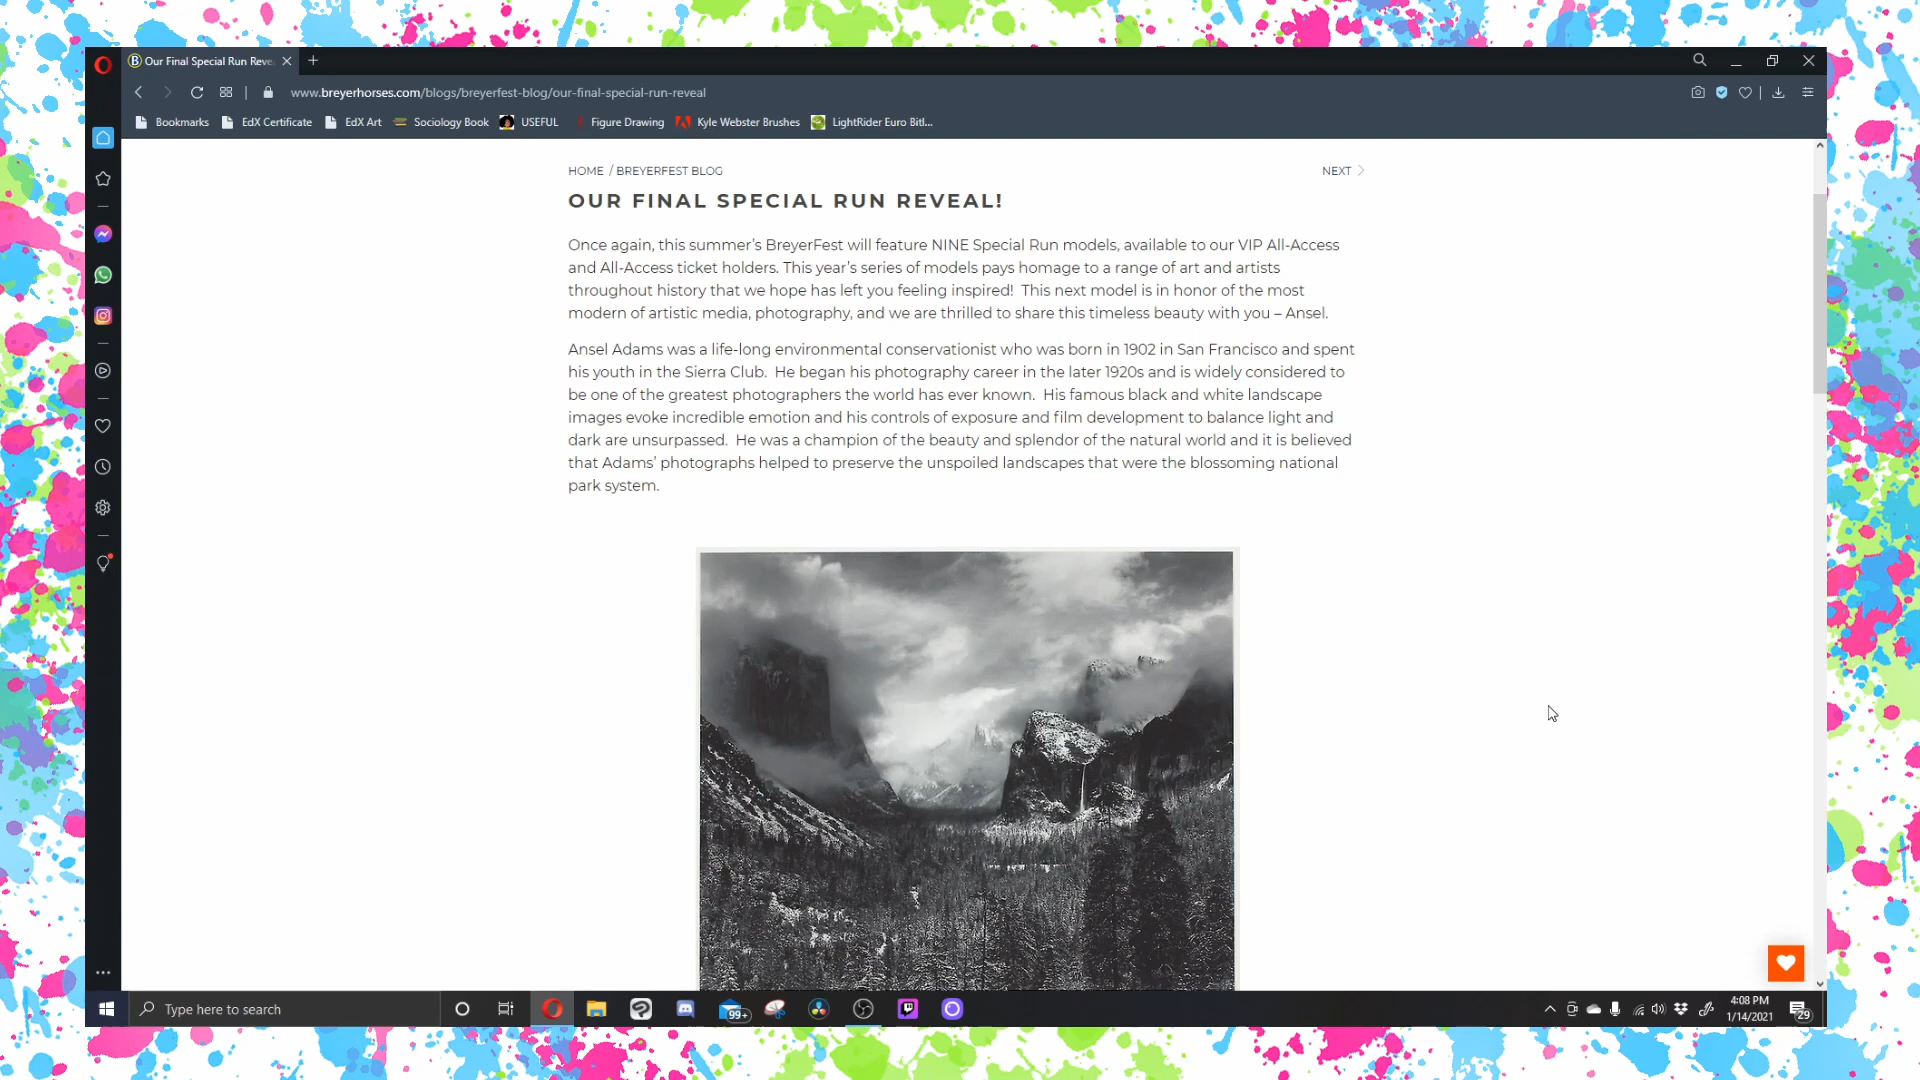 Our Final Special Run Reve
www.breyerhorses.com/blogs/breyerfest-blog/our-final-special-run-reveal
Bookmarks EdX Certificate EdX Art Sociology Book USEFUL Figure Drawing Kyle Webster Brushes LightRider Euro Bitl...
HOME / BREYERFEST BLOG NEXT
OUR FINAL SPECIAL RUN REVEAL!
Once again, this summer's BreyerFest will feature NINE Special Run models, available to our VIP All-Access
and All-Access ticket holders. This year's series of models pays homage to a range of art and artists
throughout history that we hope has left you feeling inspired! This next model is in honor of the most
modern of artistic media, photography, and we are thrilled to share this timeless beauty with you – Ansel.
Ansel Adams was a life-long environmental conservationist who was born in 1902 in San Francisco and spent
his youth in the Sierra Club. He began his photography career in the later 1920s and is widely considered to
be one of the greatest photographers the world has ever known. His famous black and white landscape
images evoke incredible emotion and his controls of exposure and film development to balance light and
dark are unsurpassed. He was a champion of the beauty and splendor of the natural world and it is believed
that Adams' photographs helped to preserve the unspoiled landscapes that were the blossoming national
park system.
Type here to search
99+
4:08 PM
1/14/2021
29